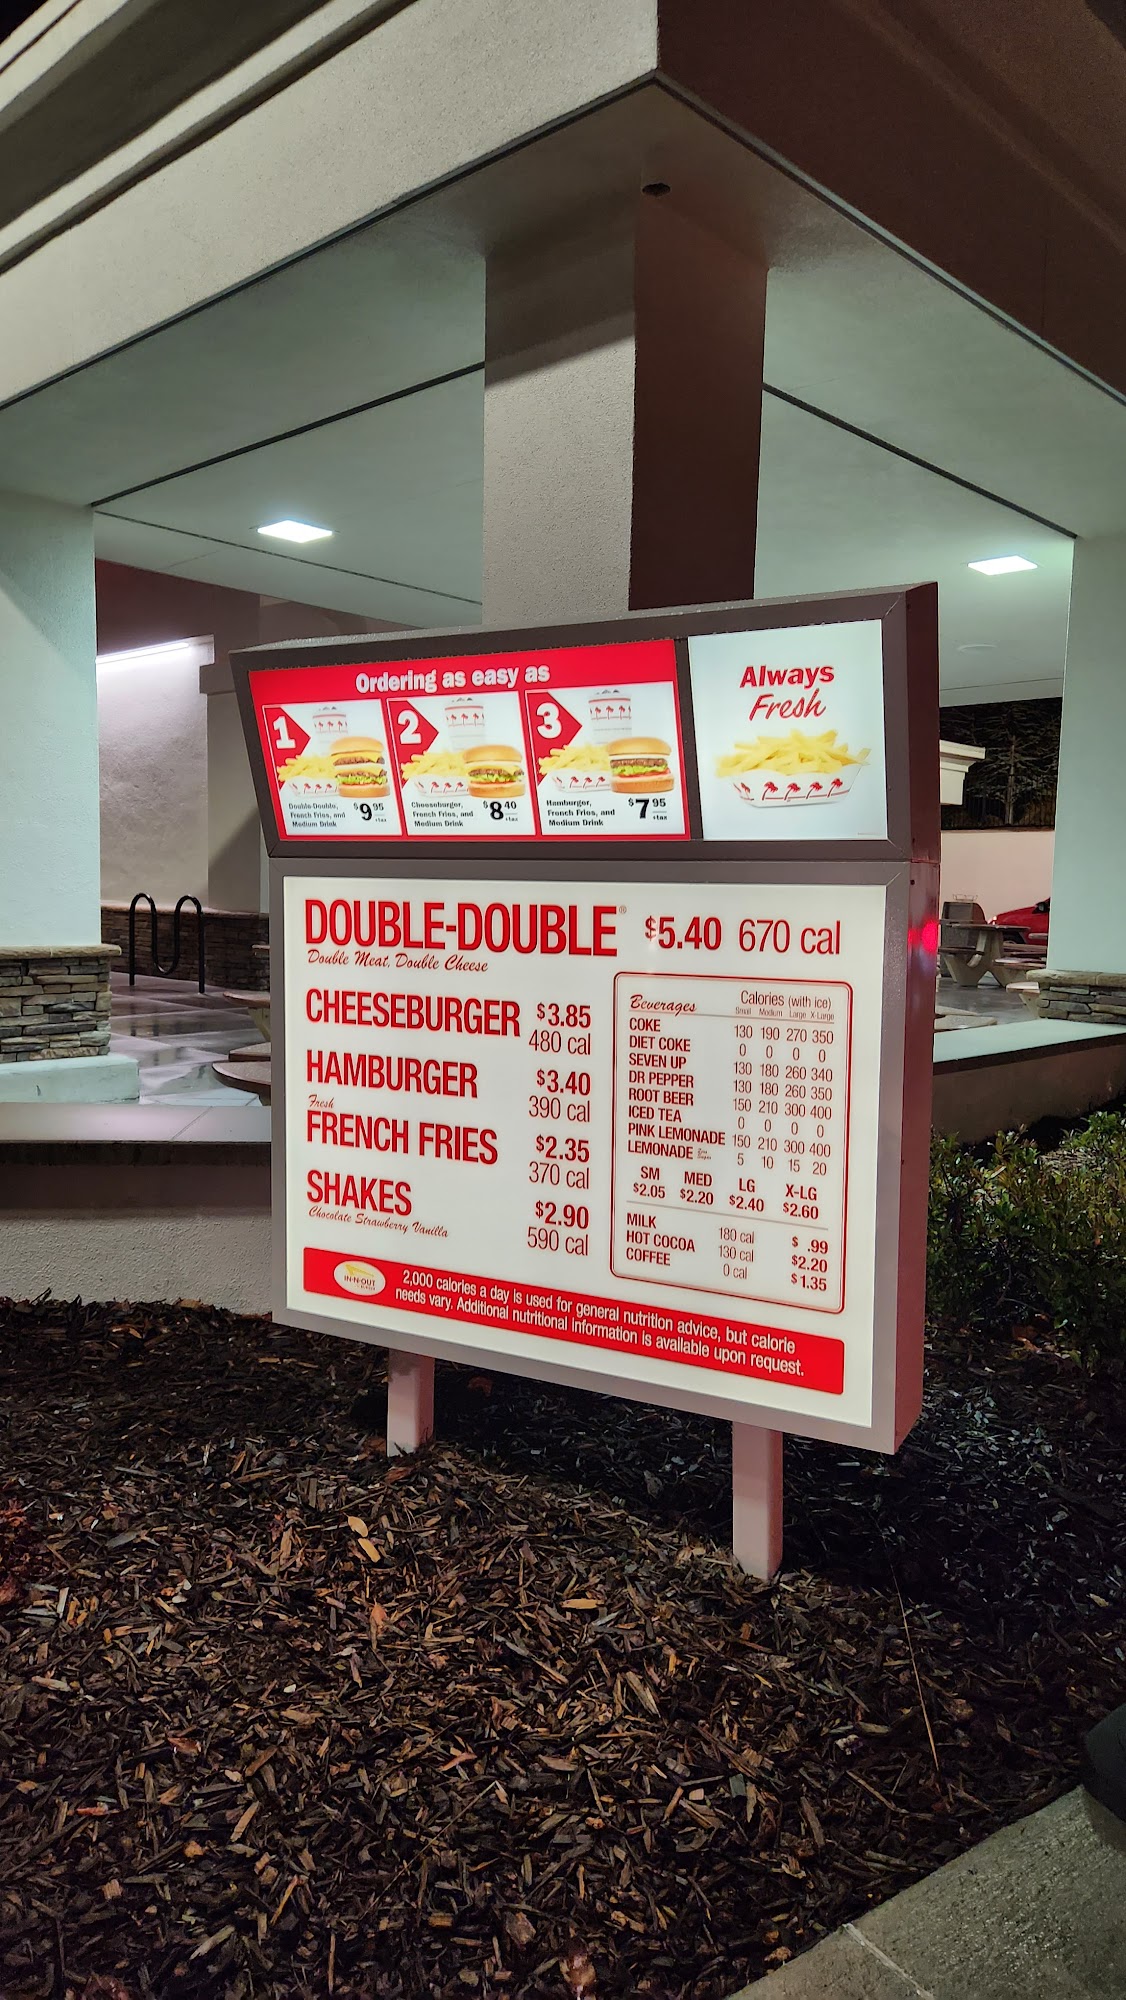 Ordering as easy as
1
Double-Double,
French Fries, and
Medium Drink
$9 95
+tax
2
Cheeseburger,
French Fries, and
Medium Drink
$8 40
+tax
3
Hamburger,
French Fries, and
Medium Drink
$7 95
+tax
Always
Fresh
DOUBLE-DOUBLE® $5.40 670 cal
Double Meat, Double Cheese
CHEESEBURGER $3.85
480 cal
HAMBURGER $3.40
390 cal
Fresh
FRENCH FRIES $2.35
370 cal
SHAKES $2.90
Chocolate Strawberry Vanilla
590 cal
Beverages Calories (with ice)
Small Medium Large X-Large
COKE 130 190 270 350
DIET COKE 0 0 0 0
SEVEN UP 130 180 260 340
DR PEPPER 130 180 260 350
ROOT BEER 150 210 300 400
ICED TEA 0 0 0 0
PINK LEMONADE 150 210 300 400
LEMONADE 5 10 15 20
SM MED LG X-LG
$2.05 $2.20 $2.40 $2.60
MILK 180 cal $ .99
HOT COCOA 130 cal $2.20
COFFEE 0 cal $1.35
IN-N-OUT
2,000 calories a day is used for general nutrition advice, but calorie
needs vary. Additional nutritional information is available upon request.